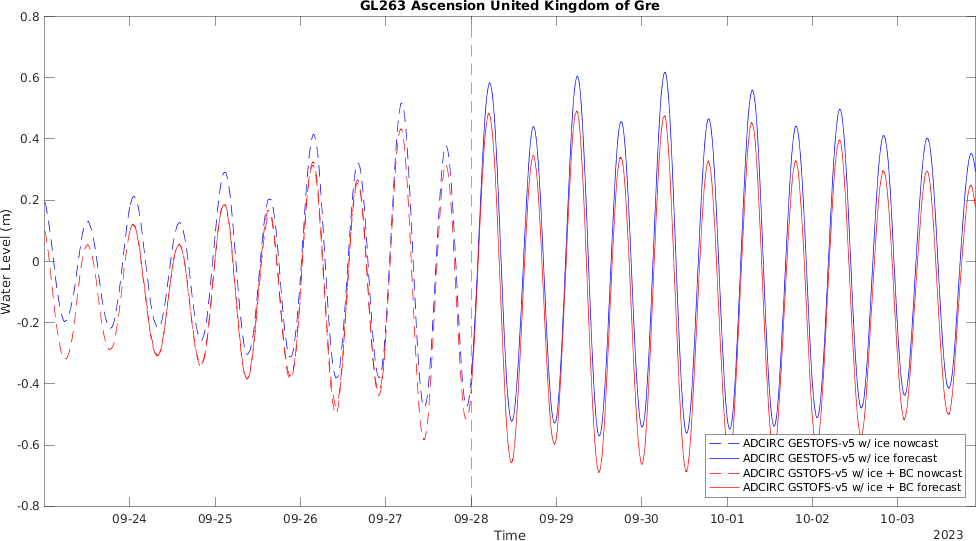 GL263 Ascension United Kingdom of Gre
0.8
0.6
0.4
0.2
0
-0.2
-0.4
-0.6
-0.8
Water Level (m)
ADCIRC GESTOFS-v5 w/ ice nowcast
ADCIRC GESTOFS-v5 w/ ice forecast
ADCIRC GSTOFS-v5 w/ ice + BC nowcast
ADCIRC GSTOFS-v5 w/ ice + BC forecast
09-24 09-25 09-26 09-27 09-28 09-29 09-30 10-01 10-02 10-03
Time
2023